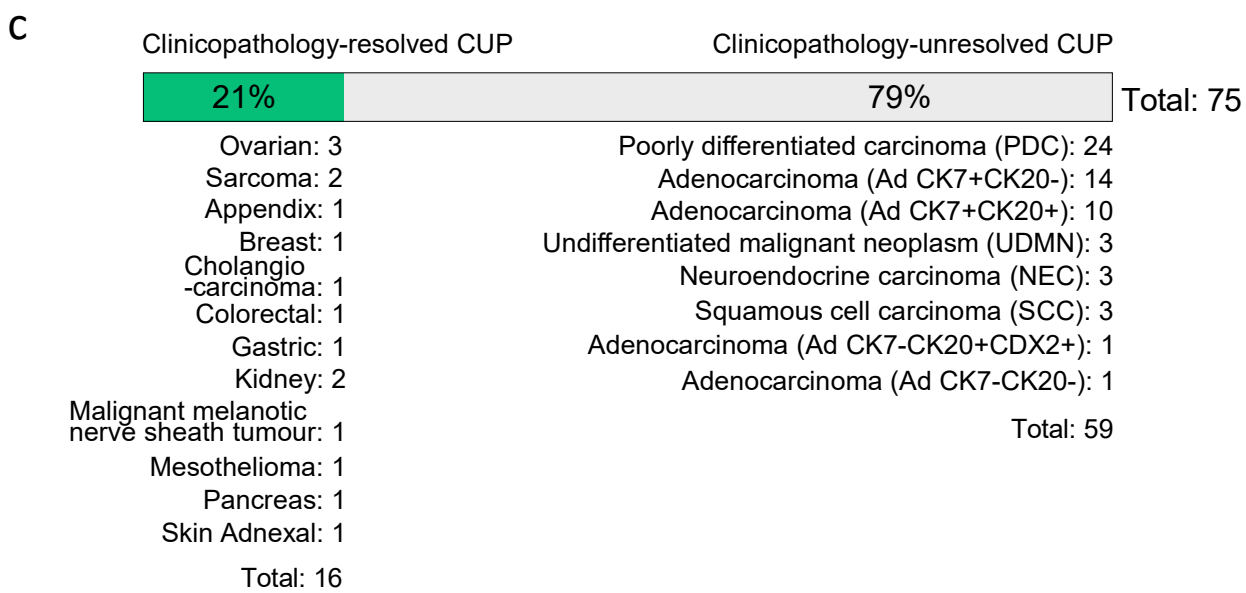 C
Clinicopathology-resolved CUP
Clinicopathology-unresolved CUP
21%
79%
Total: 75
Ovarian: 3
Sarcoma: 2
Appendix: 1
Breast: 1
Cholangio
-carcinoma: 1
Colorectal: 1
Gastric: 1
Kidney: 2
Malignant melanotic
nerve sheath tumour: 1
Mesothelioma: 1
Pancreas: 1
Skin Adnexal: 1
Total: 16
Poorly differentiated carcinoma (PDC): 24
Adenocarcinoma (Ad CK7+CK20-): 14
Adenocarcinoma (Ad CK7+CK20+): 10
Undifferentiated malignant neoplasm (UDMN): 3
Neuroendocrine carcinoma (NEC): 3
Squamous cell carcinoma (SCC): 3
Adenocarcinoma (Ad CK7-CK20+CDX2+): 1
Adenocarcinoma (Ad CK7-CK20-): 1
Total: 59